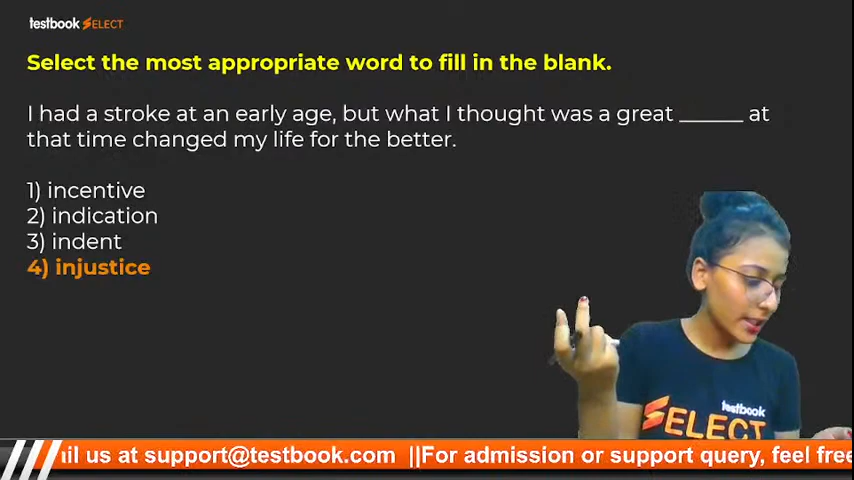 testbook SELECT
Select the most appropriate word to fill in the blank.
I had a stroke at an early age, but what I thought was a great ______ at
that time changed my life for the better.
1) incentive
2) indication
3) indent
4) injustice
testbook
SELECT
us at support@testbook.com ||For admission or support query, feel free